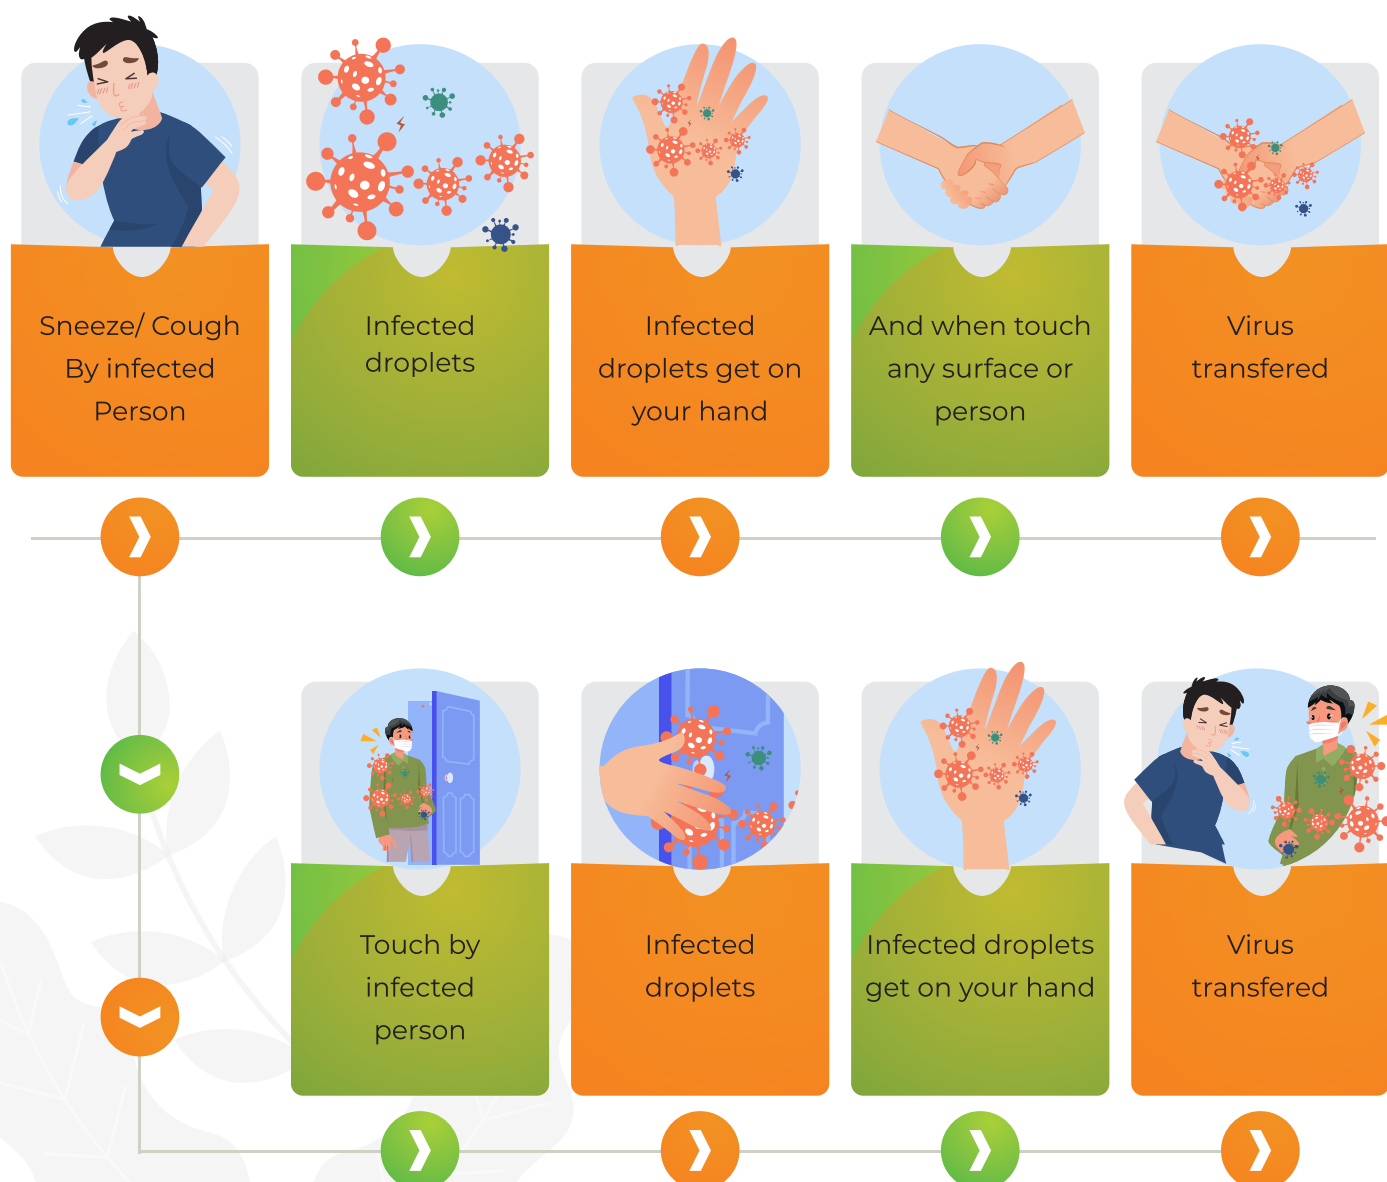 Sneeze/ Cough
By infected
Person
Infected
droplets
Infected
droplets get on
your hand
And when touch
any surface or
person
Virus
transfered
Touch by
infected
person
Infected
droplets
Infected droplets
get on your hand
Virus
transfered